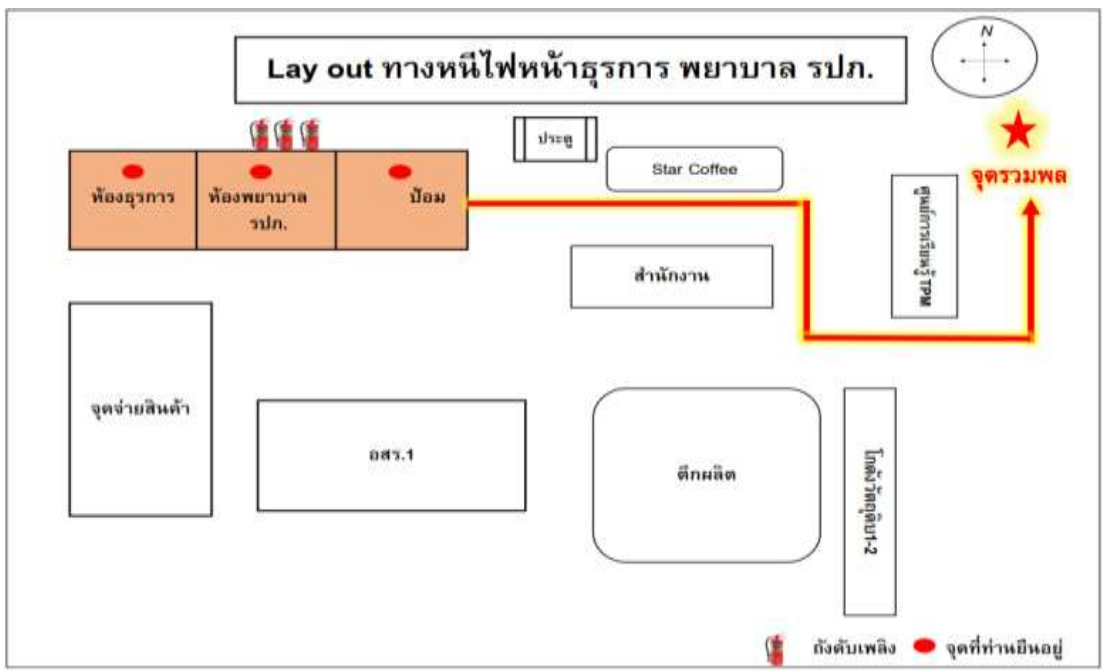 N
Lay out ทางหนีไฟหน้าธุรการ พยาบาล รปภ.
ประตู
Star Coffee
จุดรวมพล
ห้องธุรการ
ห้องพยาบาล
รปภ.
ป้อม
ศูนย์การเรียนรู้ TPM
สำนักงาน
จุดจ่ายสินค้า
อสร.1
ตึกผลิต
โกดังวัตถุดิบ1-2
ถังดับเพลิง
จุดที่ท่านยืนอยู่